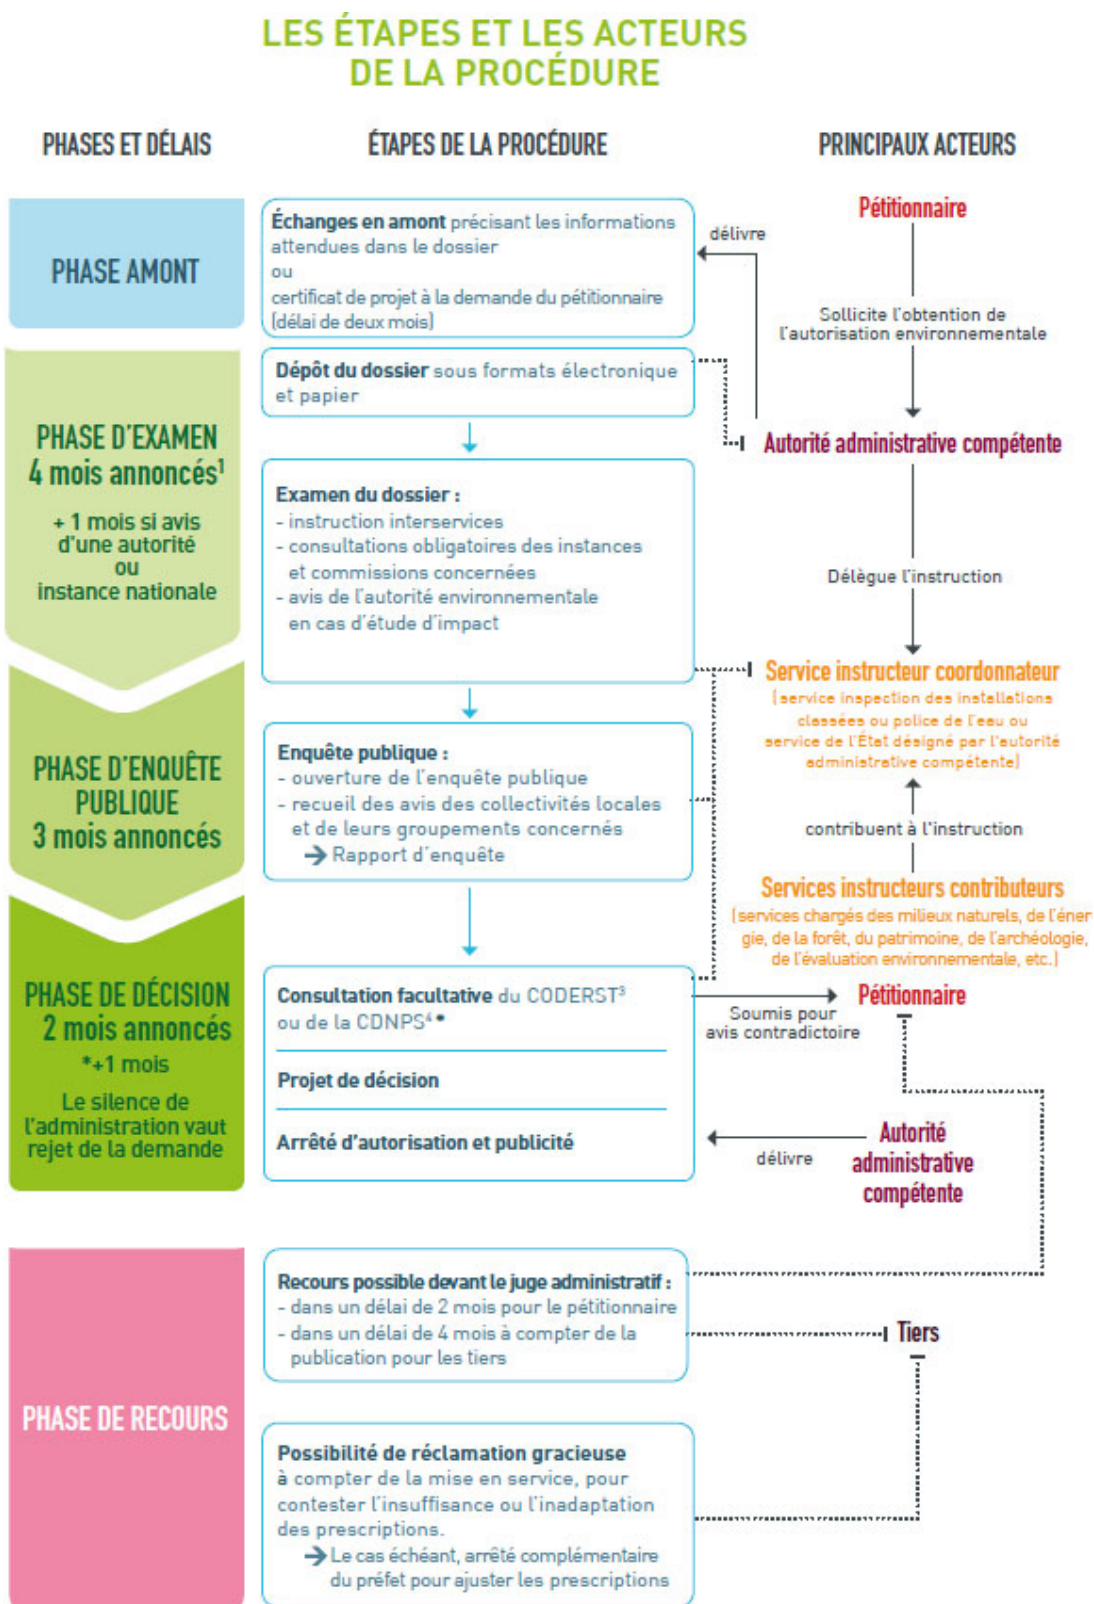 LES ÉTAPES ET LES ACTEURS
DE LA PROCÉDURE
PHASES ET DÉLAIS
ÉTAPES DE LA PROCÉDURE
PRINCIPAUX ACTEURS
PHASE AMONT
Échanges en amont précisant les informations
attendues dans le dossier
ou
certificat de projet à la demande du pétitionnaire
(délai de deux mois)
délivre
Pétitionnaire
Sollicite l'obtention de
l'autorisation environnementale
PHASE D'EXAMEN
4 mois annoncés¹
+ 1 mois si avis
d'une autorité
ou
instance nationale
Dépôt du dossier sous formats électronique
et papier
Autorité administrative compétente
Examen du dossier :
- instruction interservices
- consultations obligatoires des instances
et commissions concernées
- avis de l'autorité environnementale
en cas d'étude d'impact
Délègue l'instruction
Service instructeur coordonnateur
(service inspection des installations
classées ou police de l'eau ou
service de l'État désigné par l'autorité
administrative compétente)
PHASE D'ENQUÊTE
PUBLIQUE
3 mois annoncés
Enquête publique :
- ouverture de l'enquête publique
- recueil des avis des collectivités locales
et de leurs groupements concernés
→ Rapport d'enquête
contribuent à l'instruction
Services instructeurs contributeurs
(services chargés des milieux naturels, de l'éner-
gie, de la forêt, du patrimoine, de l'archéologie,
de l'évaluation environnementale, etc.)
PHASE DE DÉCISION
2 mois annoncés
*+1 mois
Le silence de
l'administration vaut
rejet de la demande
Consultation facultative du CODERST³
ou de la CDNPS⁴ *
Projet de décision
Arrêté d'autorisation et publicité
Soumis pour
avis contradictoire
Pétitionnaire
délivre
Autorité
administrative
compétente
PHASE DE RECOURS
Recours possible devant le juge administratif :
- dans un délai de 2 mois pour le pétitionnaire
- dans un délai de 4 mois à compter de la
publication pour les tiers
Tiers
Possibilité de réclamation gracieuse
à compter de la mise en service, pour
contester l'insuffisance ou l'inadaptation
des prescriptions.
→ Le cas échéant, arrêté complémentaire
du préfet pour ajuster les prescriptions